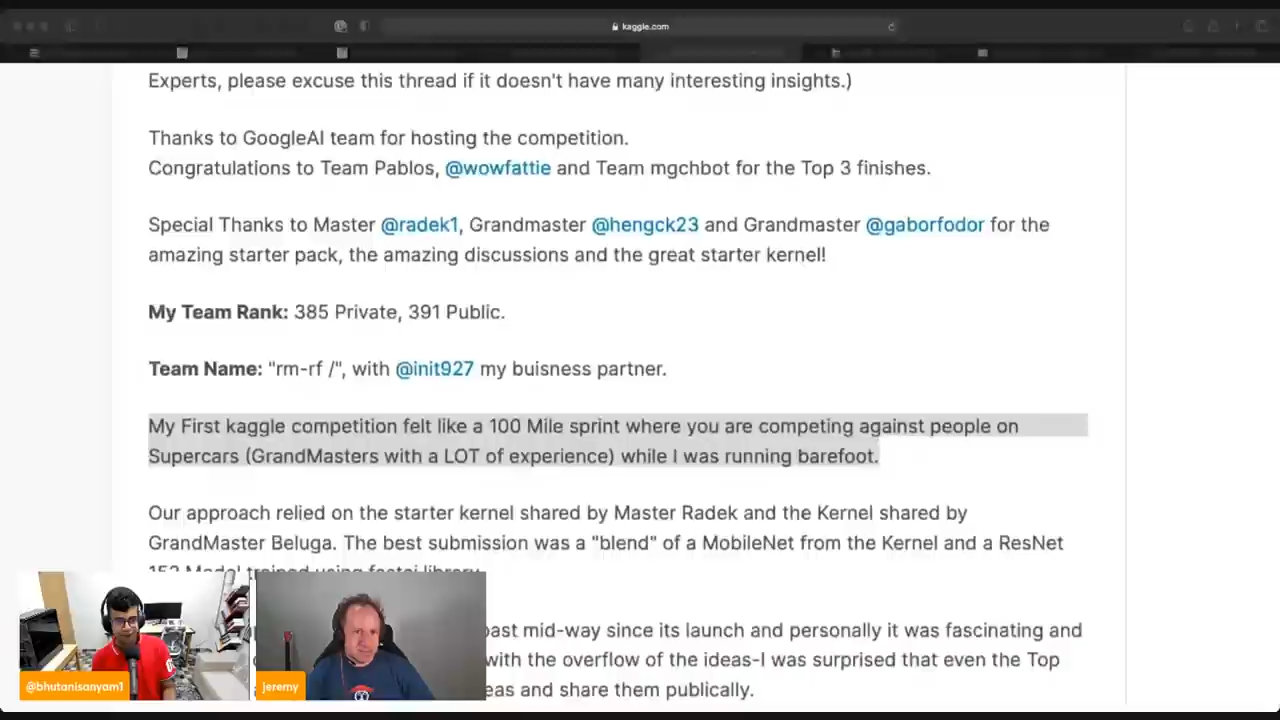 kaggle.com
Experts, please excuse this thread if it doesn't have many interesting insights.)
Thanks to GoogleAI team for hosting the competition.
Congratulations to Team Pablos, @wowfattie and Team mgchbot for the Top 3 finishes.
Special Thanks to Master @radek1, Grandmaster @hengck23 and Grandmaster @gaborfodor for the
amazing starter pack, the amazing discussions and the great starter kernel!
My Team Rank: 385 Private, 391 Public.
Team Name: "rm-rf /", with @init927 my buisness partner.
My First kaggle competition felt like a 100 Mile sprint where you are competing against people on
Supercars (GrandMasters with a LOT of experience) while I was running barefoot.
Our approach relied on the starter kernel shared by Master Radek and the Kernel shared by
GrandMaster Beluga. The best submission was a "blend" of a MobileNet from the Kernel and a ResNet
152 Model trained using fastai library.
past mid-way since its launch and personally it was fascinating and
with the overflow of the ideas-I was surprised that even the Top
eas and share them publically.
@bhutanisanyam1
jeremy